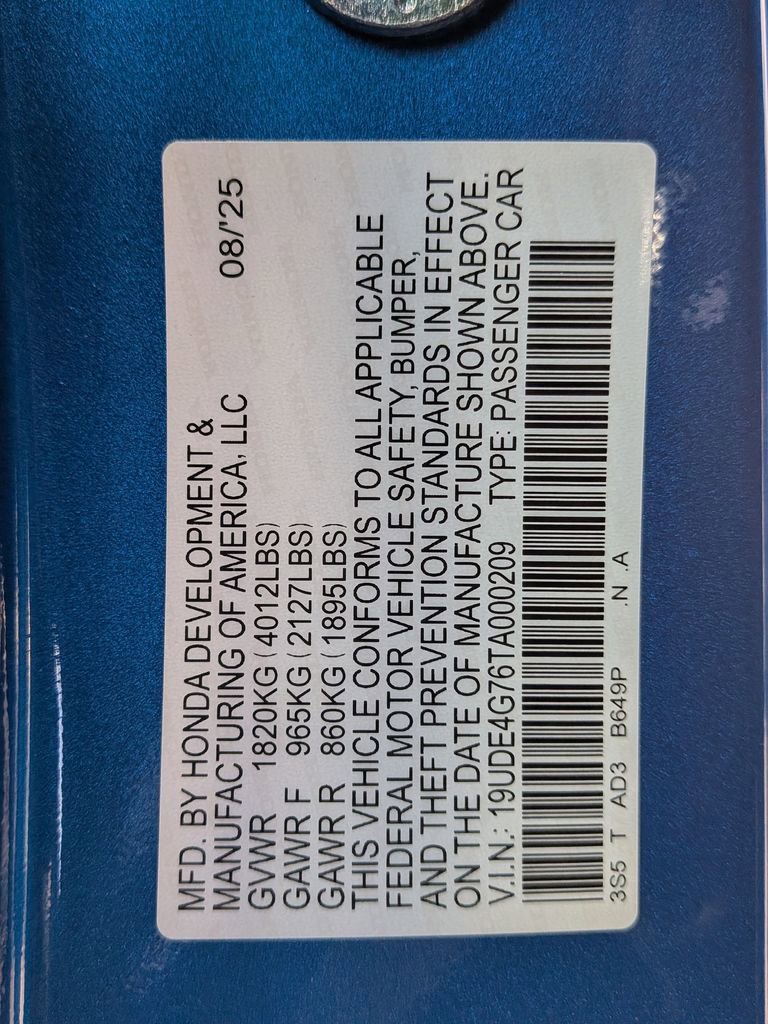 MFD. BY HONDA DEVELOPMENT &
MANUFACTURING OF AMERICA, LLC 08/'25
GVWR 1820KG (4012LBS)
GAWR F 965KG (2127LBS)
GAWR R 860KG (1895LBS)
THIS VEHICLE CONFORMS TO ALL APPLICABLE
FEDERAL MOTOR VEHICLE SAFETY, BUMPER,
AND THEFT PREVENTION STANDARDS IN EFFECT
ON THE DATE OF MANUFACTURE SHOWN ABOVE.
V.I.N.: 19UDE4G76TA000209 TYPE: PASSENGER CAR
3S5 T AD3 B649P .N .A